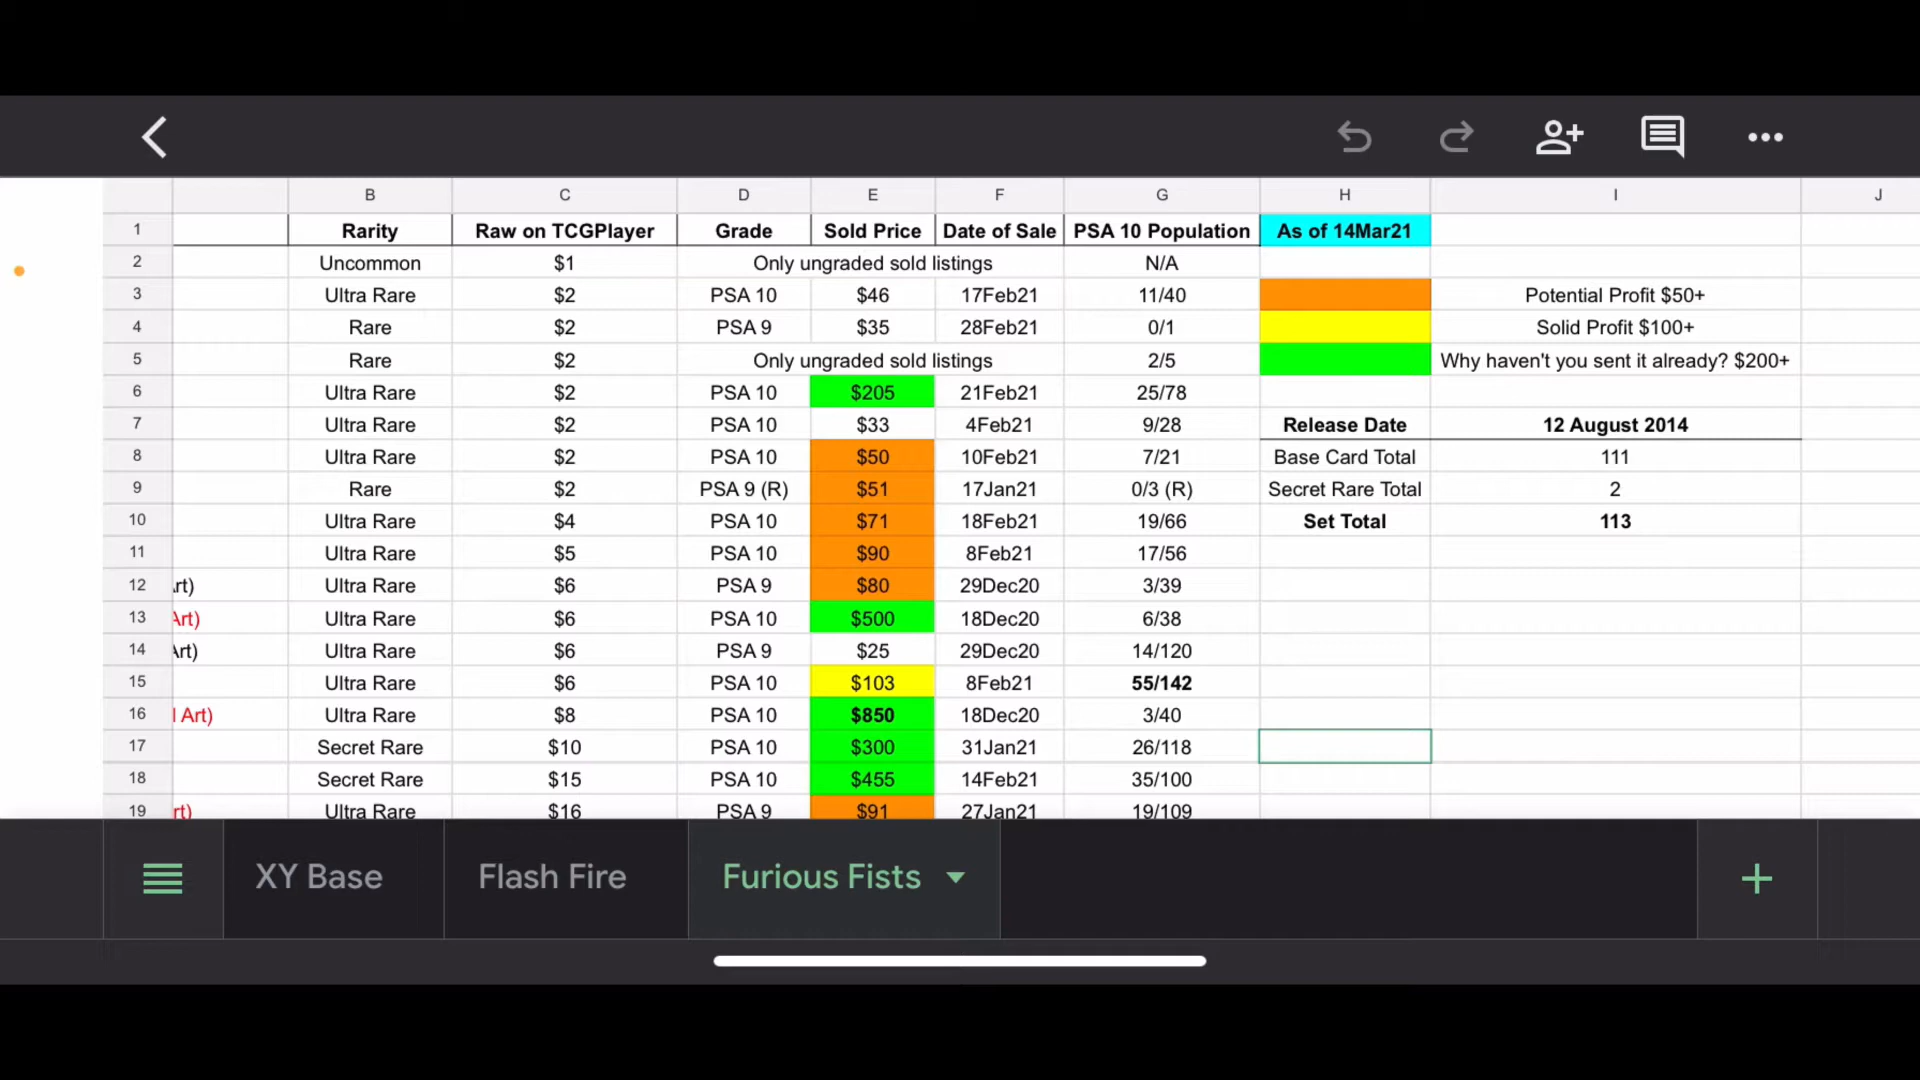 B C D E F G H I J
1 Rarity Raw on TCGPlayer Grade Sold Price Date of Sale PSA 10 Population As of 14Mar21
2 Uncommon $1 Only ungraded sold listings N/A
3 Ultra Rare $2 PSA 10 $46 17Feb21 11/40 Potential Profit $50+
4 Rare $2 PSA 9 $35 28Feb21 0/1 Solid Profit $100+
5 Rare $2 Only ungraded sold listings 2/5 Why haven't you sent it already? $200+
6 Ultra Rare $2 PSA 10 $205 21Feb21 25/78
7 Ultra Rare $2 PSA 10 $33 4Feb21 9/28 Release Date 12 August 2014
8 Ultra Rare $2 PSA 10 $50 10Feb21 7/21 Base Card Total 111
9 Rare $2 PSA 9 (R) $51 17Jan21 0/3 (R) Secret Rare Total 2
10 Ultra Rare $4 PSA 10 $71 18Feb21 19/66 Set Total 113
11 Ultra Rare $5 PSA 10 $90 8Feb21 17/56
12 Art) Ultra Rare $6 PSA 9 $80 29Dec20 3/39
13 Art) Ultra Rare $6 PSA 10 $500 18Dec20 6/38
14 Art) Ultra Rare $6 PSA 9 $25 29Dec20 14/120
15 Ultra Rare $6 PSA 10 $103 8Feb21 55/142
16 l Art) Ultra Rare $8 PSA 10 $850 18Dec20 3/40
17 Secret Rare $10 PSA 10 $300 31Jan21 26/118
18 Secret Rare $15 PSA 10 $455 14Feb21 35/100
19 rt) Ultra Rare $16 PSA 9 $91 27Jan21 19/109
XY Base Flash Fire Furious Fists